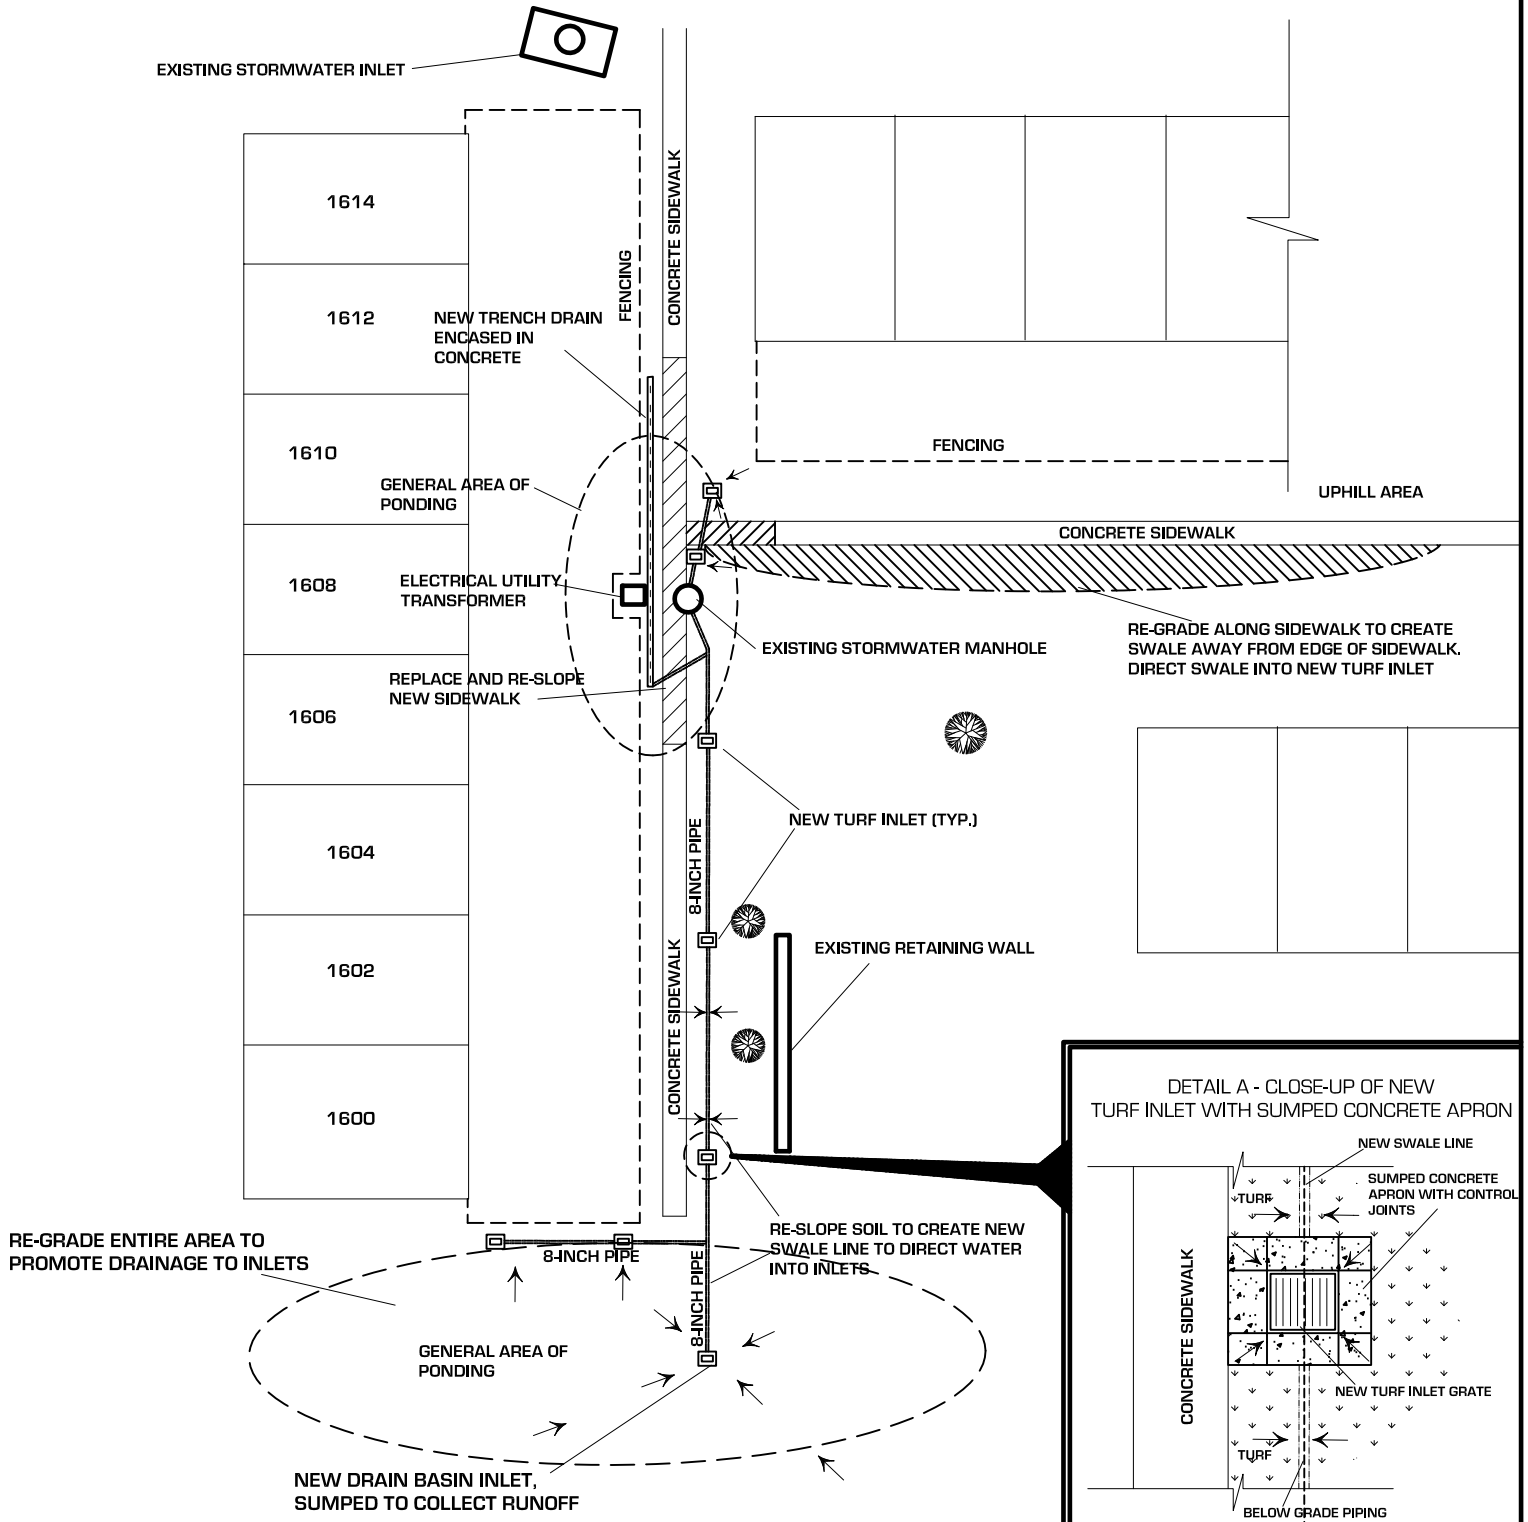 EXISTING STORMWATER INLET
1614
1612
1610
1608
1606
1604
1602
1600
FENCING
CONCRETE SIDEWALK
NEW TRENCH DRAIN
ENCASED IN
CONCRETE
GENERAL AREA OF
PONDING
FENCING
UPHILL AREA
CONCRETE SIDEWALK
ELECTRICAL UTILITY
TRANSFORMER
EXISTING STORMWATER MANHOLE
RE-GRADE ALONG SIDEWALK TO CREATE
SWALE AWAY FROM EDGE OF SIDEWALK.
DIRECT SWALE INTO NEW TURF INLET
REPLACE AND RE-SLOPE
NEW SIDEWALK
NEW TURF INLET (TYP.)
8-INCH PIPE
CONCRETE SIDEWALK
EXISTING RETAINING WALL
RE-SLOPE SOIL TO CREATE NEW
SWALE LINE TO DIRECT WATER
INTO INLETS
RE-GRADE ENTIRE AREA TO
PROMOTE DRAINAGE TO INLETS
8-INCH PIPE
8-INCH PIPE
GENERAL AREA OF
PONDING
NEW DRAIN BASIN INLET,
SUMPED TO COLLECT RUNOFF
DETAIL A - CLOSE-UP OF NEW
TURF INLET WITH SUMPED CONCRETE APRON
NEW SWALE LINE
SUMPED CONCRETE
APRON WITH CONTROL
JOINTS
TURF
CONCRETE SIDEWALK
NEW TURF INLET GRATE
TURF
BELOW GRADE PIPING